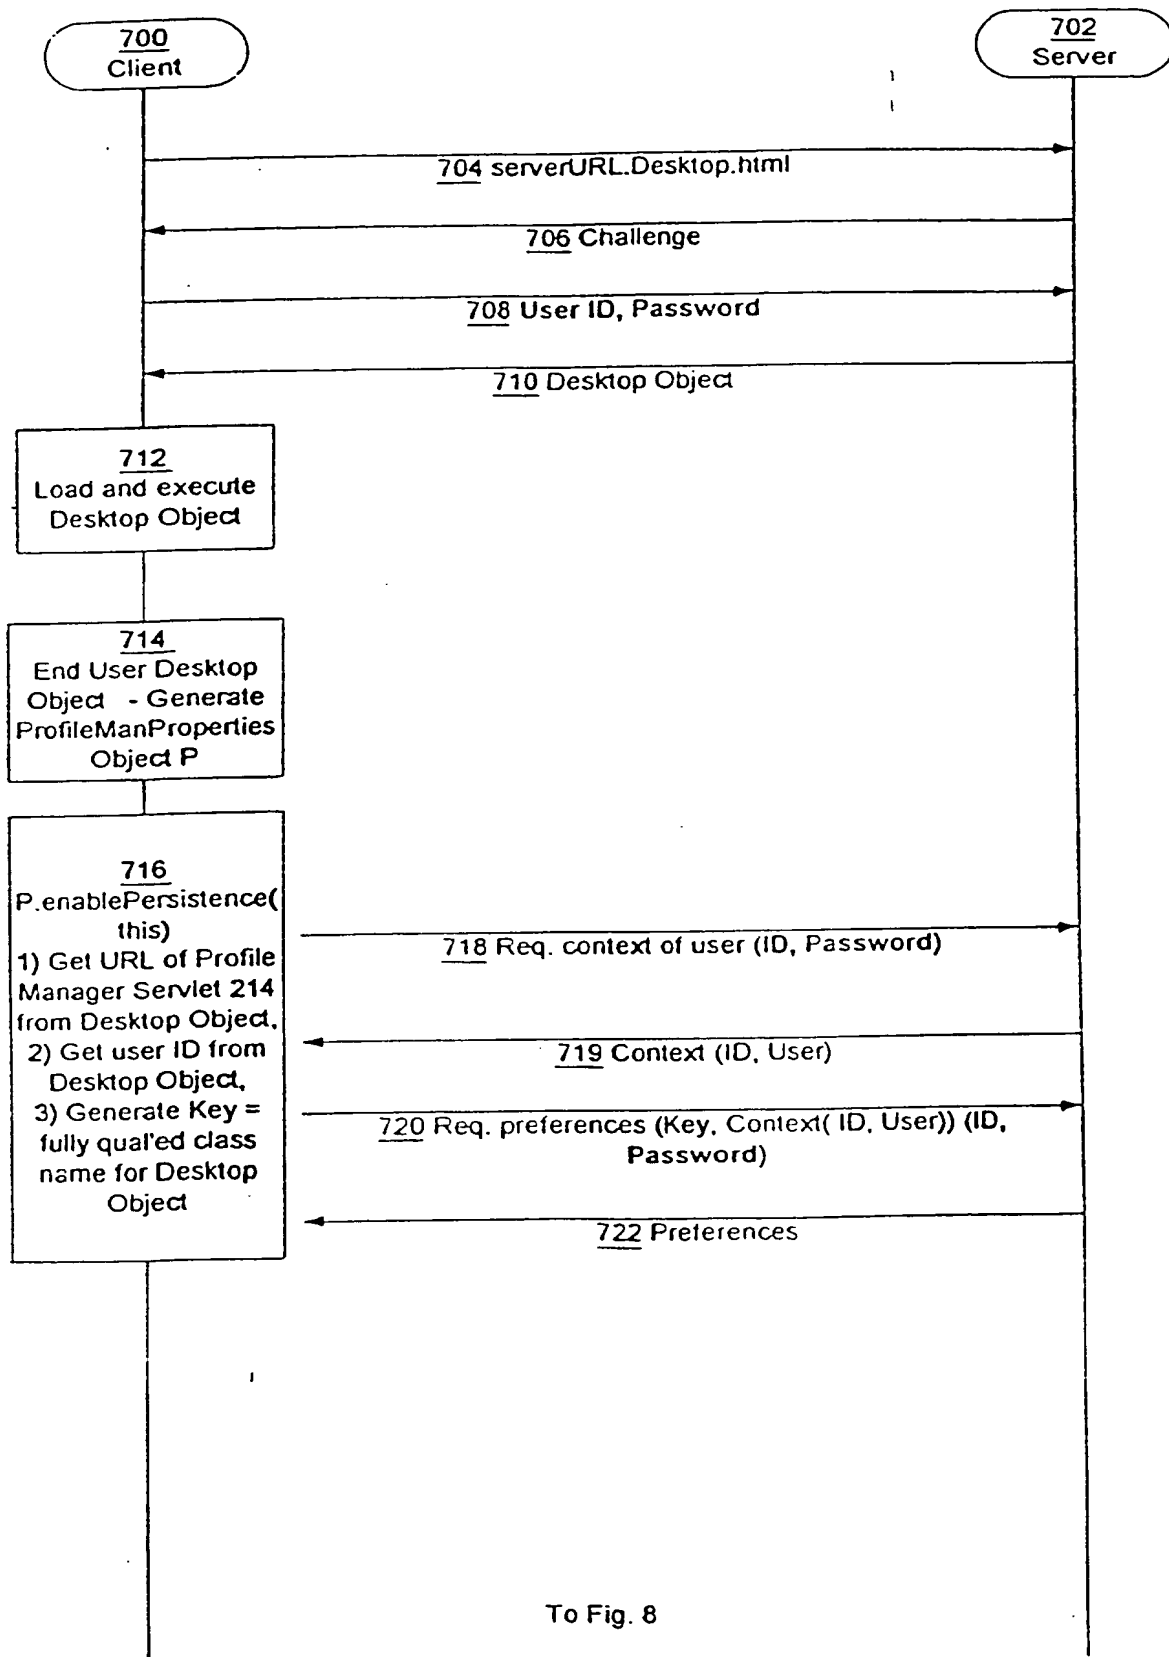 700
Client
702
Server
704 serverURL.Desktop.html
706 Challenge
708 User ID, Password
710 Desktop Object
712
Load and execute
Desktop Object
714
End User Desktop
Object - Generate
ProfileManProperties
Object P
716
P.enablePersistence(
this)
1) Get URL of Profile
Manager Servlet 214
from Desktop Object,
2) Get user ID from
Desktop Object,
3) Generate Key =
fully qual'ed class
name for Desktop
Object
718 Req. context of user (ID, Password)
719 Context (ID, User)
720 Req. preferences (Key, Context( ID, User)) (ID,
Password)
722 Preferences
To Fig. 8